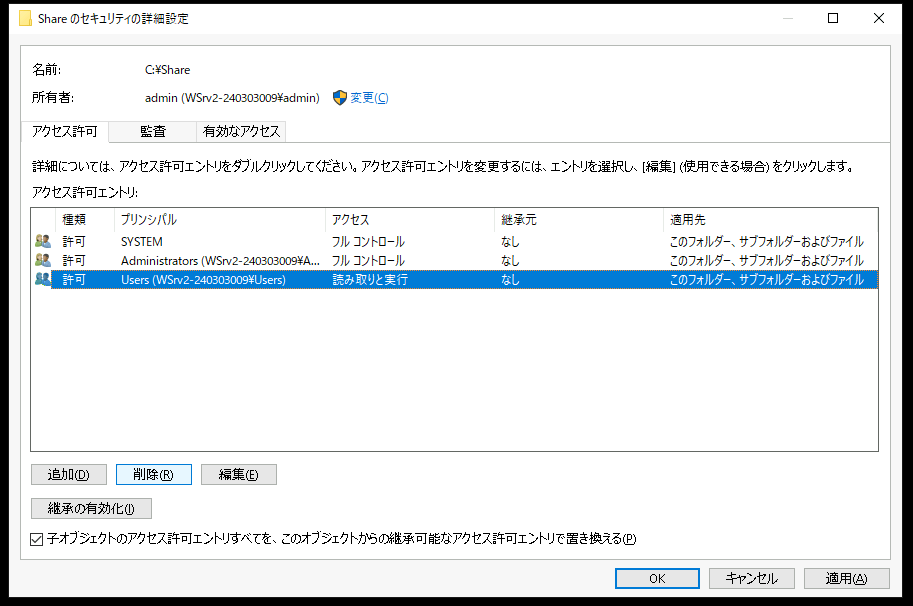 Share のセキュリティの詳細設定
名前: C:¥Share
所有者: admin (WSrv2-240303009¥admin) 変更(C)
アクセス許可 監査 有効なアクセス
詳細については、アクセス許可エントリをダブルクリックしてください。アクセス許可エントリを変更するには、エントリを選択し、[編集] (使用できる場合) をクリックします。
アクセス許可エントリ:
種類 プリンシパル アクセス 継承元 適用先
許可 SYSTEM フル コントロール なし このフォルダー、サブフォルダーおよびファイル
許可 Administrators (WSrv2-240303009¥A... フル コントロール なし このフォルダー、サブフォルダーおよびファイル
許可 Users (WSrv2-240303009¥Users) 読み取りと実行 なし このフォルダー、サブフォルダーおよびファイル
追加(D) 削除(R) 編集(E)
継承の有効化(I)
子オブジェクトのアクセス許可エントリすべてを、このオブジェクトからの継承可能なアクセス許可エントリで置き換える(P)
OK キャンセル 適用(A)